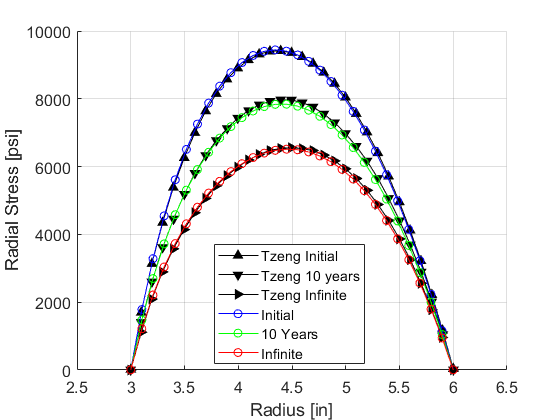 10000
8000
6000
4000
2000
0
Radial Stress [psi]
Tzeng Initial
Tzeng 10 years
Tzeng Infinite
Initial
10 Years
Infinite
2.5 3 3.5 4 4.5 5 5.5 6 6.5
Radius [in]